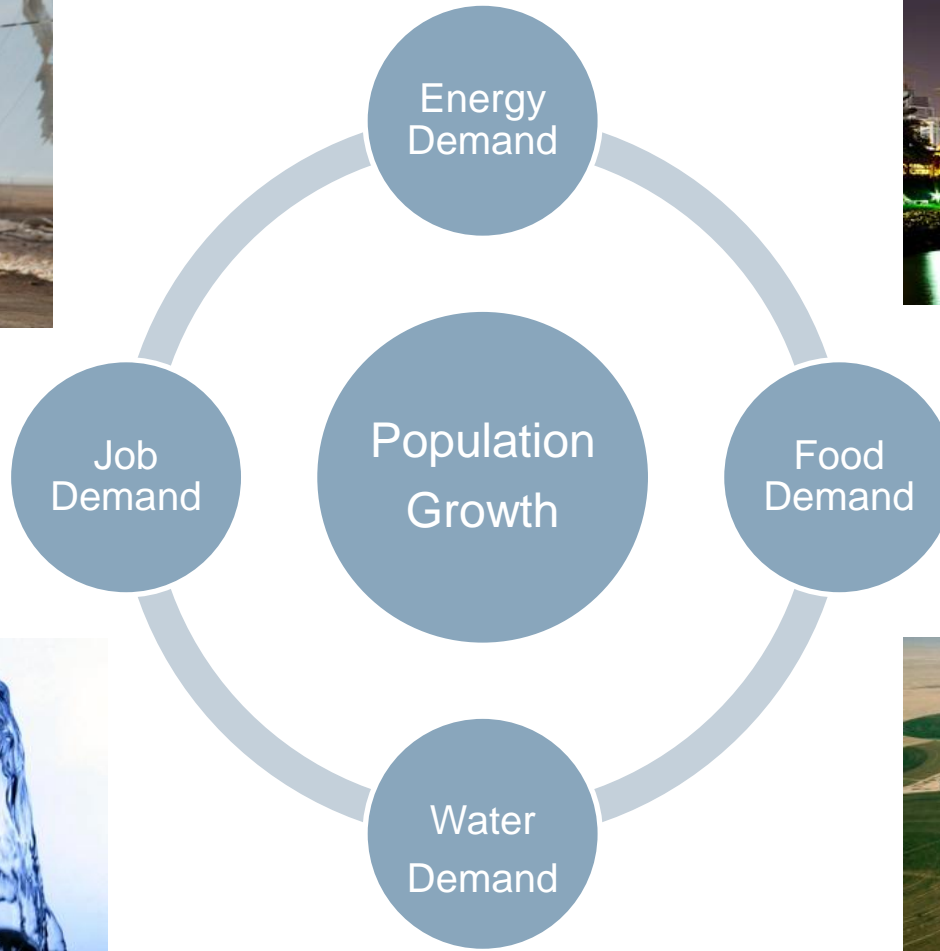 Energy
Demand
Job
Demand
Population
Growth
Food
Demand
Water
Demand